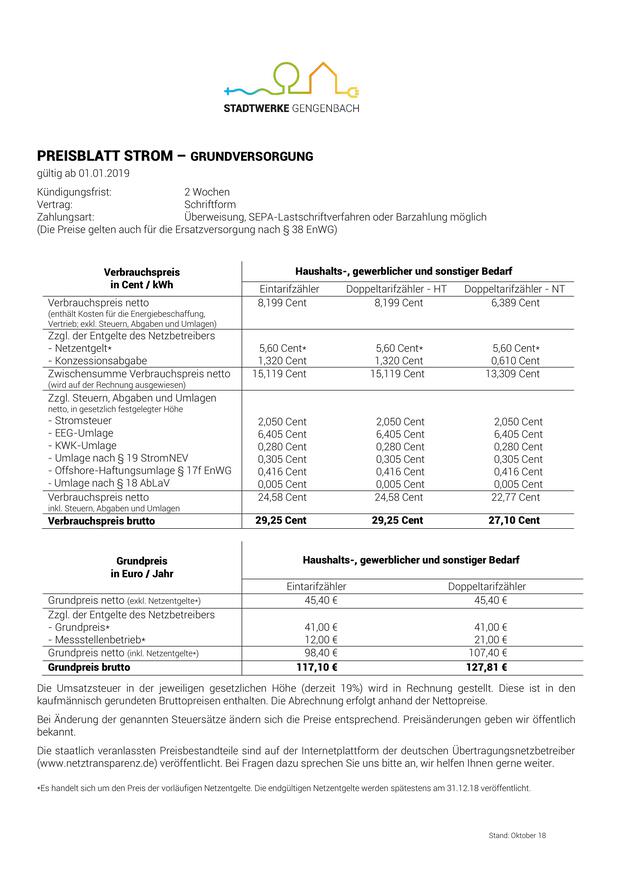 STADTWERKE GENGENBACH
PREISBLATT STROM – GRUNDVERSORGUNG
gültig ab 01.01.2019
Kündigungsfrist: 2 Wochen
Vertrag: Schriftform
Zahlungsart: Überweisung, SEPA-Lastschriftverfahren oder Barzahlung möglich
(Die Preise gelten auch für die Ersatzversorgung nach § 38 EnWG)
Verbrauchspreis Haushalts-, gewerblicher und sonstiger Bedarf
in Cent / kWh
Eintarifzähler Doppeltarifzähler - HT Doppeltarifzähler - NT
Verbrauchspreis netto 8,199 Cent 8,199 Cent 6,389 Cent
(enthält Kosten für die Energiebeschaffung,
Vertrieb; exkl. Steuern, Abgaben und Umlagen)
Zzgl. der Entgelte des Netzbetreibers
- Netzentgelt* 5,60 Cent* 5,60 Cent* 5,60 Cent*
- Konzessionsabgabe 1,320 Cent 1,320 Cent 0,610 Cent
Zwischensumme Verbrauchspreis netto 15,119 Cent 15,119 Cent 13,309 Cent
(wird auf der Rechnung ausgewiesen)
Zzgl. Steuern, Abgaben und Umlagen
netto, in gesetzlich festgelegter Höhe
- Stromsteuer 2,050 Cent 2,050 Cent 2,050 Cent
- EEG-Umlage 6,405 Cent 6,405 Cent 6,405 Cent
- KWK-Umlage 0,280 Cent 0,280 Cent 0,280 Cent
- Umlage nach § 19 StromNEV 0,305 Cent 0,305 Cent 0,305 Cent
- Offshore-Haftungsumlage § 17f EnWG 0,416 Cent 0,416 Cent 0,416 Cent
- Umlage nach § 18 AbLaV 0,005 Cent 0,005 Cent 0,005 Cent
Verbrauchspreis netto 24,58 Cent 24,58 Cent 22,77 Cent
inkl. Steuern, Abgaben und Umlagen
Verbrauchspreis brutto 29,25 Cent 29,25 Cent 27,10 Cent
Grundpreis Haushalts-, gewerblicher und sonstiger Bedarf
in Euro / Jahr
Eintarifzähler Doppeltarifzähler
Grundpreis netto (exkl. Netzentgelte*) 45,40 € 45,40 €
Zzgl. der Entgelte des Netzbetreibers
- Grundpreis* 41,00 € 41,00 €
- Messstellenbetrieb* 12,00 € 21,00 €
Grundpreis netto (inkl. Netzentgelte*) 98,40 € 107,40 €
Grundpreis brutto 117,10 € 127,81 €
Die Umsatzsteuer in der jeweiligen gesetzlichen Höhe (derzeit 19%) wird in Rechnung gestellt. Diese ist in den
kaufmännisch gerundeten Bruttopreisen enthalten. Die Abrechnung erfolgt anhand der Nettopreise.
Bei Änderung der genannten Steuersätze ändern sich die Preise entsprechend. Preisänderungen geben wir öffentlich
bekannt.
Die staatlich veranlassten Preisbestandteile sind auf der Internetplattform der deutschen Übertragungsnetzbetreiber
(www.netztransparenz.de) veröffentlicht. Bei Fragen dazu sprechen Sie uns bitte an, wir helfen Ihnen gerne weiter.
*Es handelt sich um den Preis der vorläufigen Netzentgelte. Die endgültigen Netzentgelte werden spätestens am 31.12.18 veröffentlicht.
Stand: Oktober 18